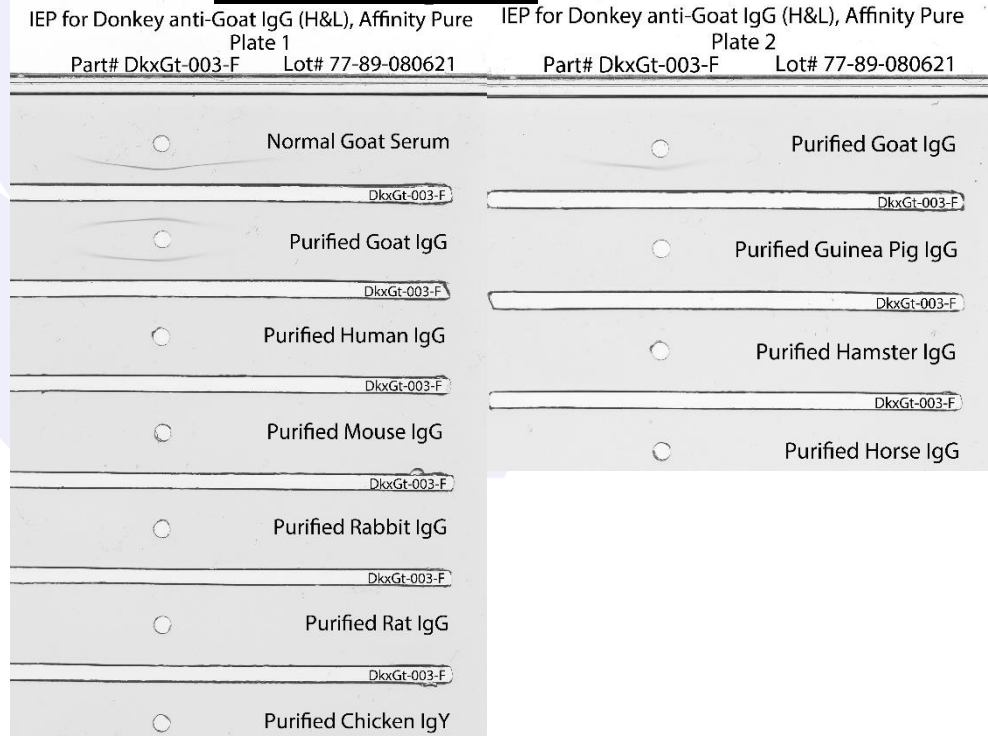 IEP for Donkey anti-Goat IgG (H&L), Affinity Pure
Plate 1
Part# DkxGt-003-F Lot# 77-89-080621
Normal Goat Serum
DkxGt-003-F
Purified Goat IgG
DkxGt-003-F
Purified Human IgG
DkxGt-003-F
Purified Mouse IgG
DkxGt-003-F
Purified Rabbit IgG
DkxGt-003-F
Purified Rat IgG
DkxGt-003-F
Purified Chicken IgY
IEP for Donkey anti-Goat IgG (H&L), Affinity Pure
Plate 2
Part# DkxGt-003-F Lot# 77-89-080621
Purified Goat IgG
DkxGt-003-F
Purified Guinea Pig IgG
DkxGt-003-F
Purified Hamster IgG
DkxGt-003-F
Purified Horse IgG